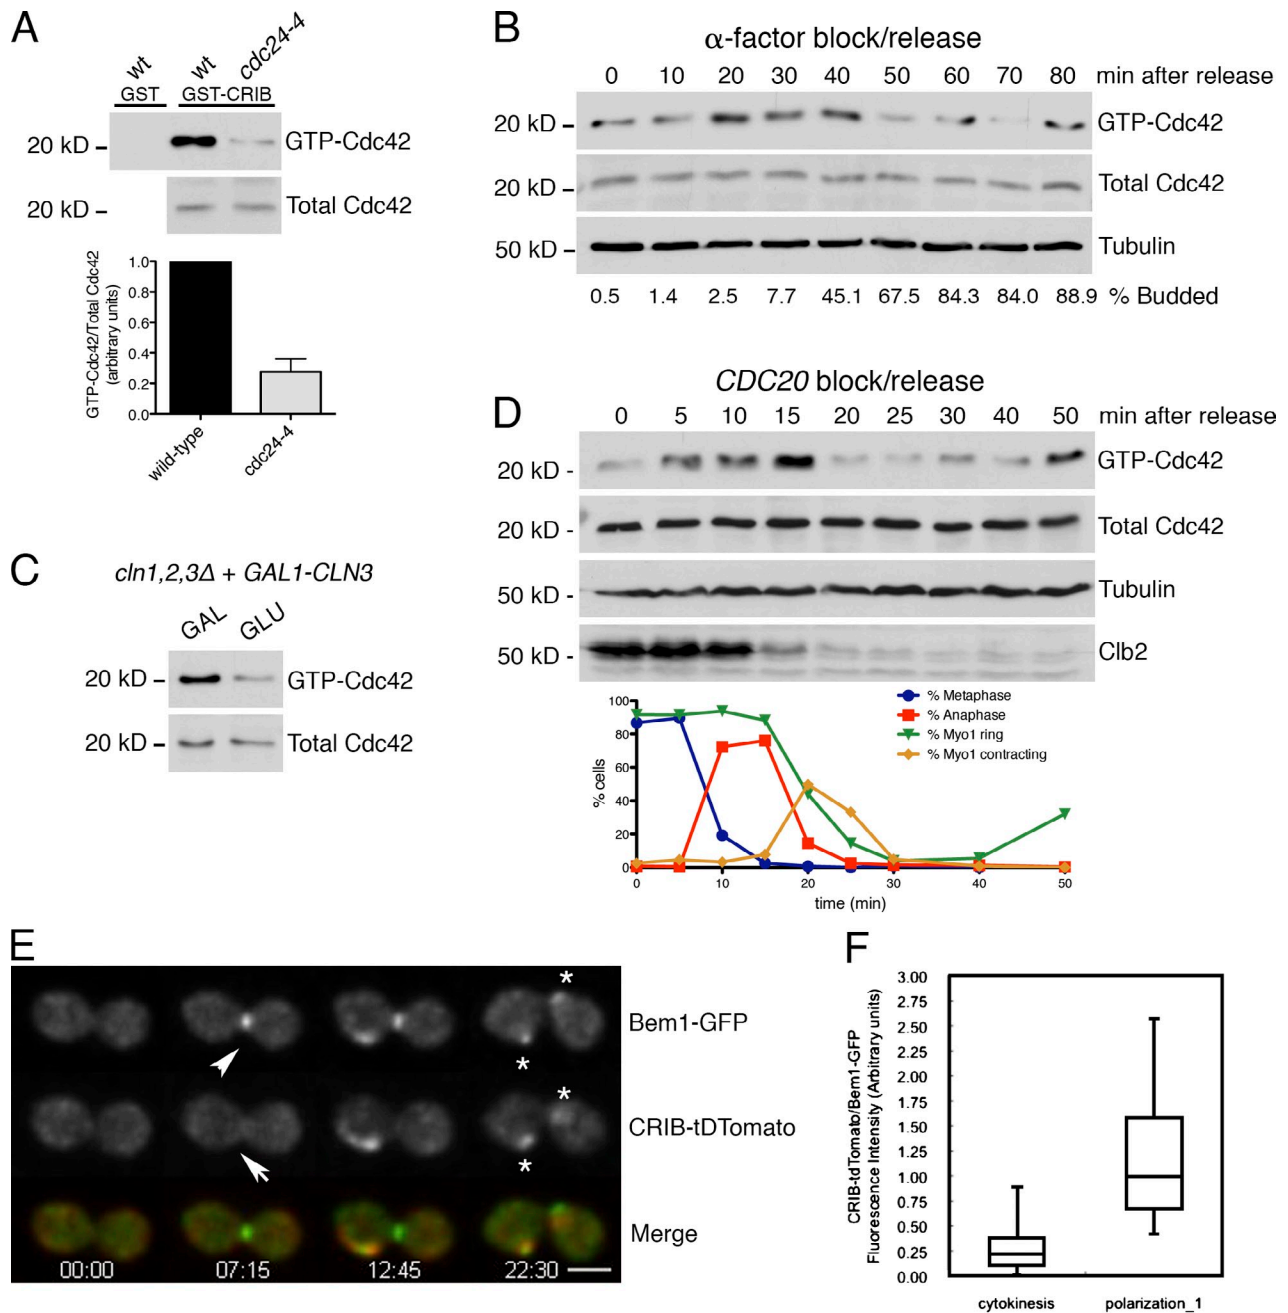 A
wt
wt
cdc24-4
GST
GST-CRIB
20 kD
GTP-Cdc42
20 kD
Total Cdc42
GTP-Cdc42/Total Cdc42
(arbitrary units)
1.0
0.8
0.6
0.4
0.2
0.0
wild-type
cdc24-4
B
α-factor block/release
0 10 20 30 40 50 60 70 80 min after release
20 kD
GTP-Cdc42
20 kD
Total Cdc42
50 kD
Tubulin
0.5 1.4 2.5 7.7 45.1 67.5 84.3 84.0 88.9 % Budded
C
cln1,2,3Δ + GAL1-CLN3
GAL GLU
20 kD
GTP-Cdc42
20 kD
Total Cdc42
D
CDC20 block/release
0 5 10 15 20 25 30 40 50 min after release
20 kD -
GTP-Cdc42
20 kD -
Total Cdc42
50 kD -
Tubulin
50 kD -
Clb2
% Metaphase
% Anaphase
% Myo1 ring
% Myo1 contracting
% cells
100
80
60
40
20
0
0 10 20 30 40 50
time (min)
E
*
Bem1-GFP
*
*
CRIB-tDTomato
*
Merge
00:00 07:15 12:45 22:30
F
CRIB-tdTomato/Bem1-GFP
Fluorescence Intensity (Arbitrary units)
3.00
2.75
2.50
2.25
2.00
1.75
1.50
1.25
1.00
0.75
0.50
0.25
0.00
cytokinesis
polarization_1